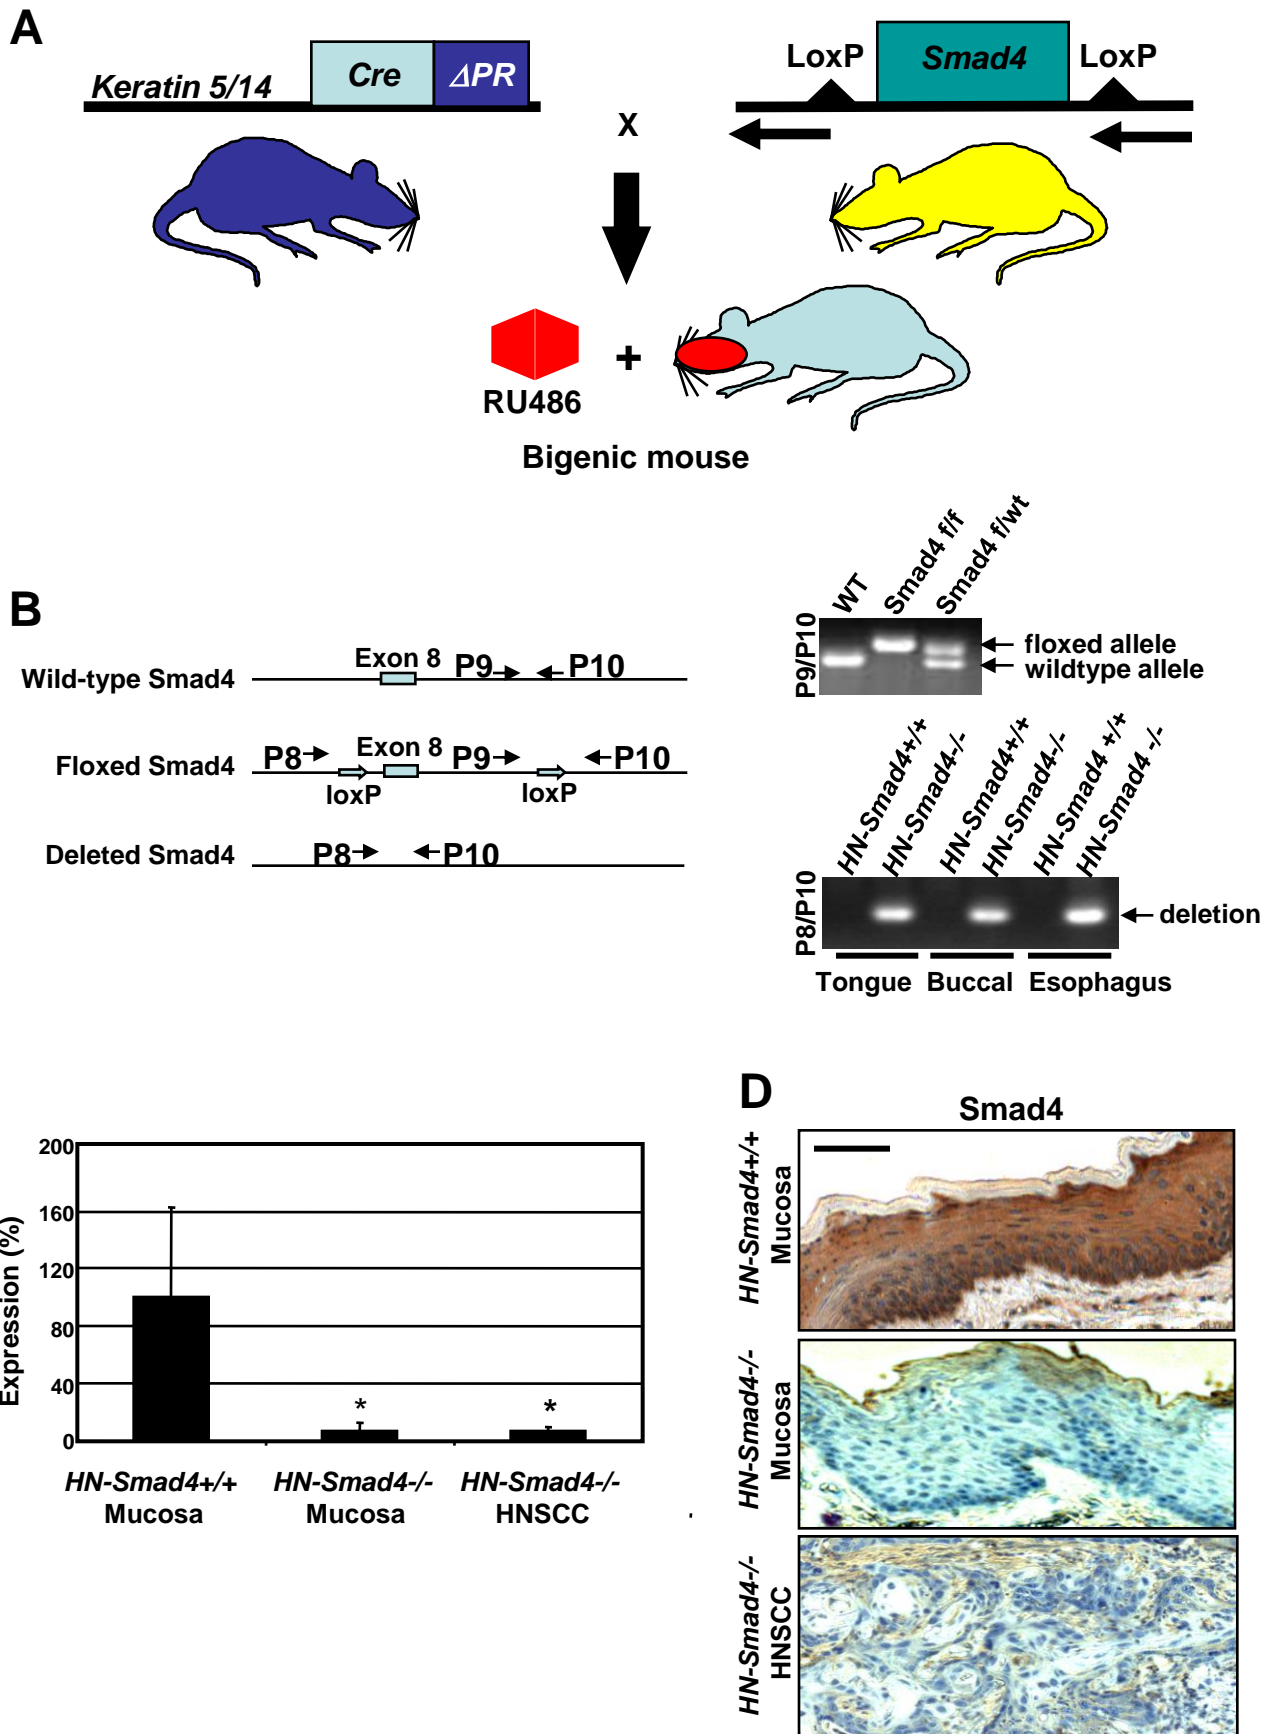 A
Keratin 5/14
Cre
ΔPR
LoxP
Smad4
LoxP
X
RU486
+
Bigenic mouse
B
Wild-type Smad4
Exon 8
P9
P10
Floxed Smad4
P8
Exon 8
P9
P10
loxP
loxP
Deleted Smad4
P8
P10
WT
Smad4 f/f
Smad4 f/wt
P9/P10
floxed allele
wildtype allele
HN-Smad4+/+
HN-Smad4-/-
HN-Smad4+/+
HN-Smad4-/-
HN-Smad4 +/+
HN-Smad4 -/-
P8/P10
deletion
Tongue
Buccal
Esophagus
Expression (%)
200
160
120
80
40
0
*
*
HN-Smad4+/+
Mucosa
HN-Smad4-/-
Mucosa
HN-Smad4-/-
HNSCC
D
Smad4
HN-Smad4+/+
Mucosa
HN-Smad4-/-
Mucosa
HN-Smad4-/-
HNSCC